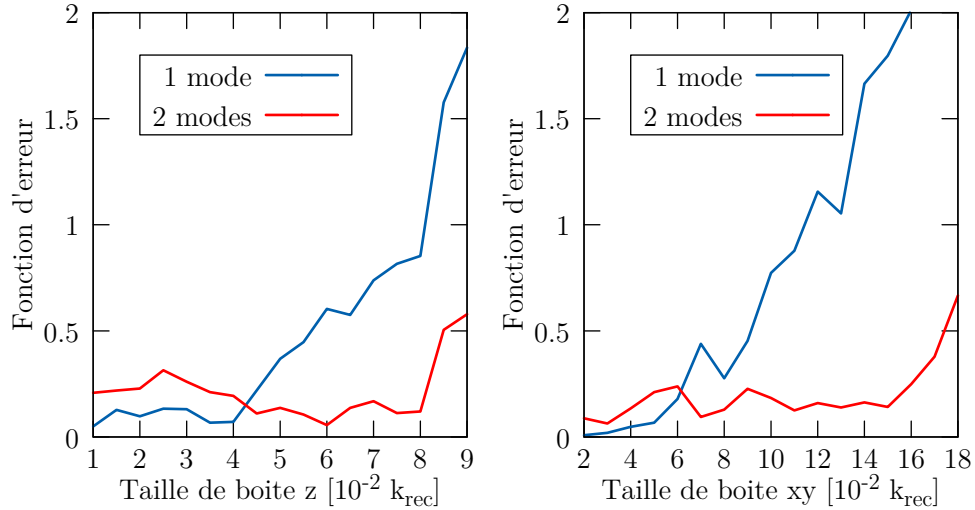 2
1.5
1
0.5
0
Fonction d'erreur
1 mode
2 modes
1 2 3 4 5 6 7 8 9
Taille de boite z [10-2 krec]
2
1.5
1
0.5
0
Fonction d'erreur
1 mode
2 modes
2 4 6 8 10 12 14 16 18
Taille de boite xy [10-2 krec]